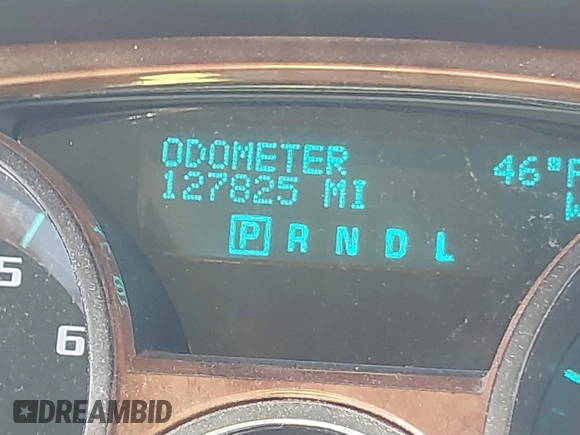 ODOMETER
46°F
127825 MI
W
P R N D L
5
6
DREAMBID